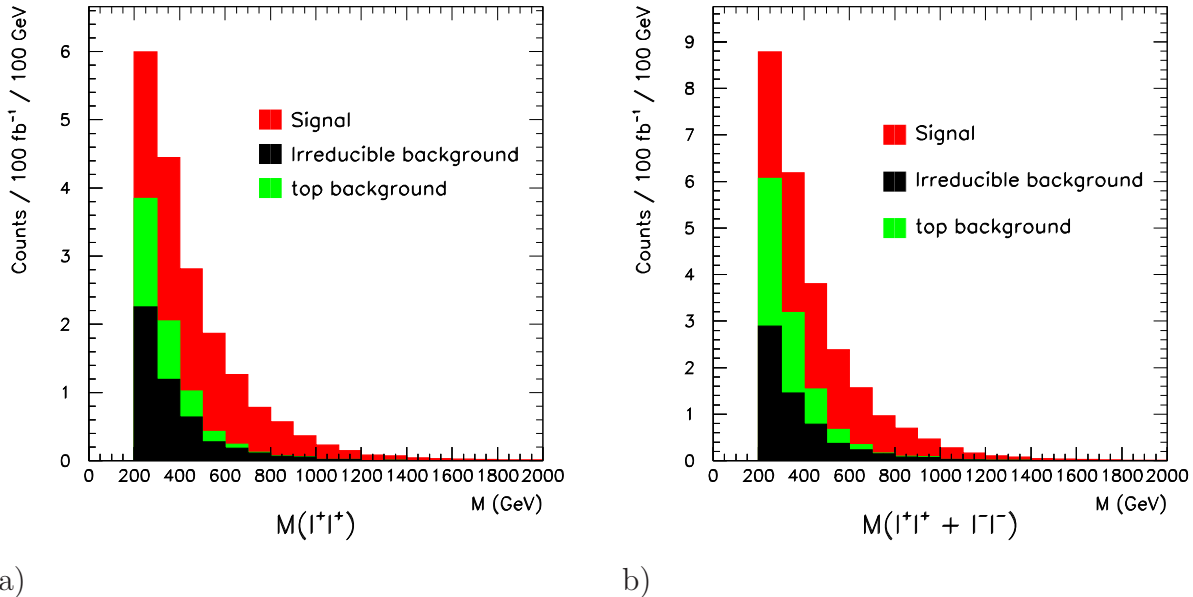 Counts / 100 fb⁻¹ / 100 GeV
6
5
4
3
2
1
0
Signal
Irreducible background
top background
0 200 400 600 800 1000 1200 1400 1600 1800 2000
M (GeV)
M(l⁺l⁺)
a)
Counts / 100 fb⁻¹ / 100 GeV
9
8
7
6
5
4
3
2
1
0
Signal
Irreducible background
top background
0 200 400 600 800 1000 1200 1400 1600 1800 2000
M (GeV)
M(l⁺l⁺ + l⁻l⁻)
b)